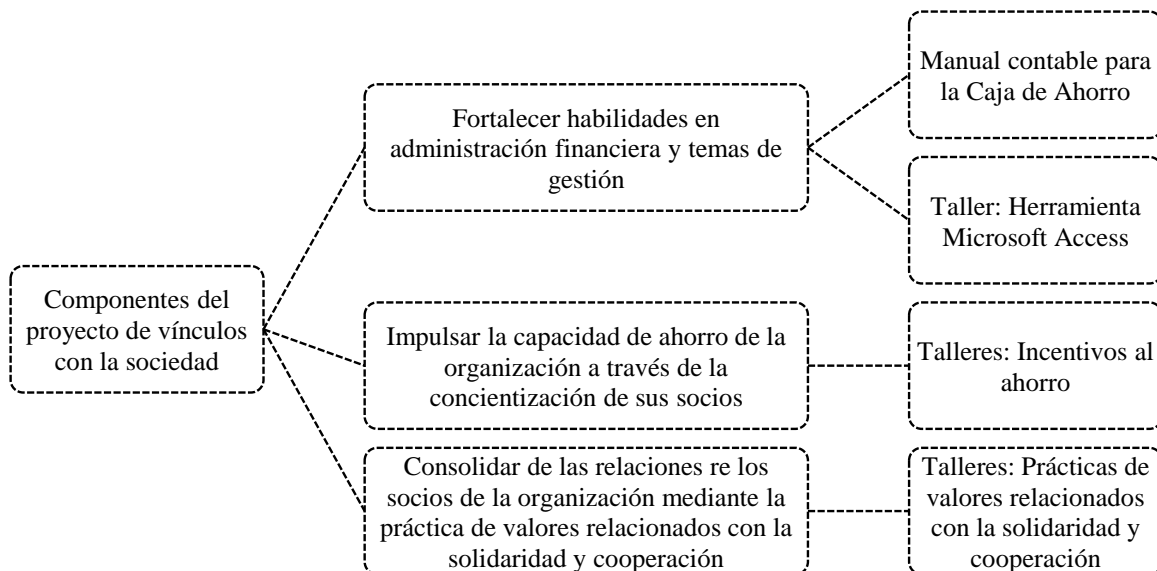 Componentes del
proyecto de vínculos
con la sociedad
Fortalecer habilidades en
administración financiera y temas de
gestión
Manual contable para
la Caja de Ahorro
Taller: Herramienta
Microsoft Access
Impulsar la capacidad de ahorro de la
organización a través de la
concientización de sus socios
Talleres: Incentivos al
ahorro
Consolidar de las relaciones re los
socios de la organización mediante la
práctica de valores relacionados con la
solidaridad y cooperación
Talleres: Prácticas de
valores relacionados
con la solidaridad y
cooperación